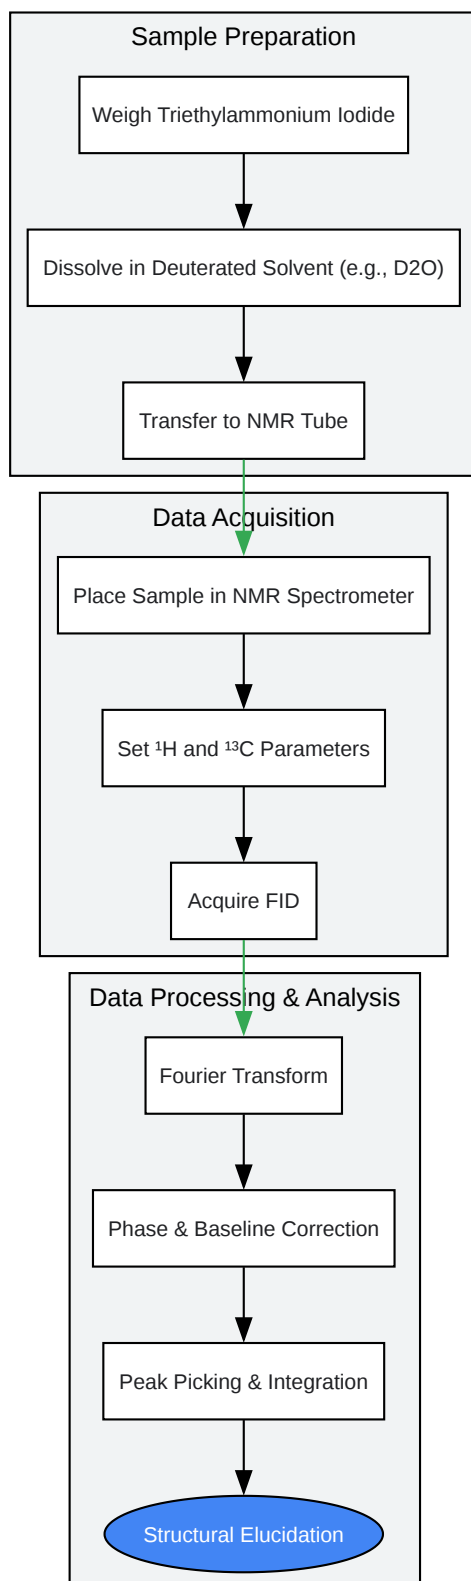 Sample Preparation
Weigh Triethylammonium Iodide
Dissolve in Deuterated Solvent (e.g., D2O)
Transfer to NMR Tube
Data Acquisition
Place Sample in NMR Spectrometer
Set ¹H and ¹³C Parameters
Acquire FID
Data Processing & Analysis
Fourier Transform
Phase & Baseline Correction
Peak Picking & Integration
Structural Elucidation